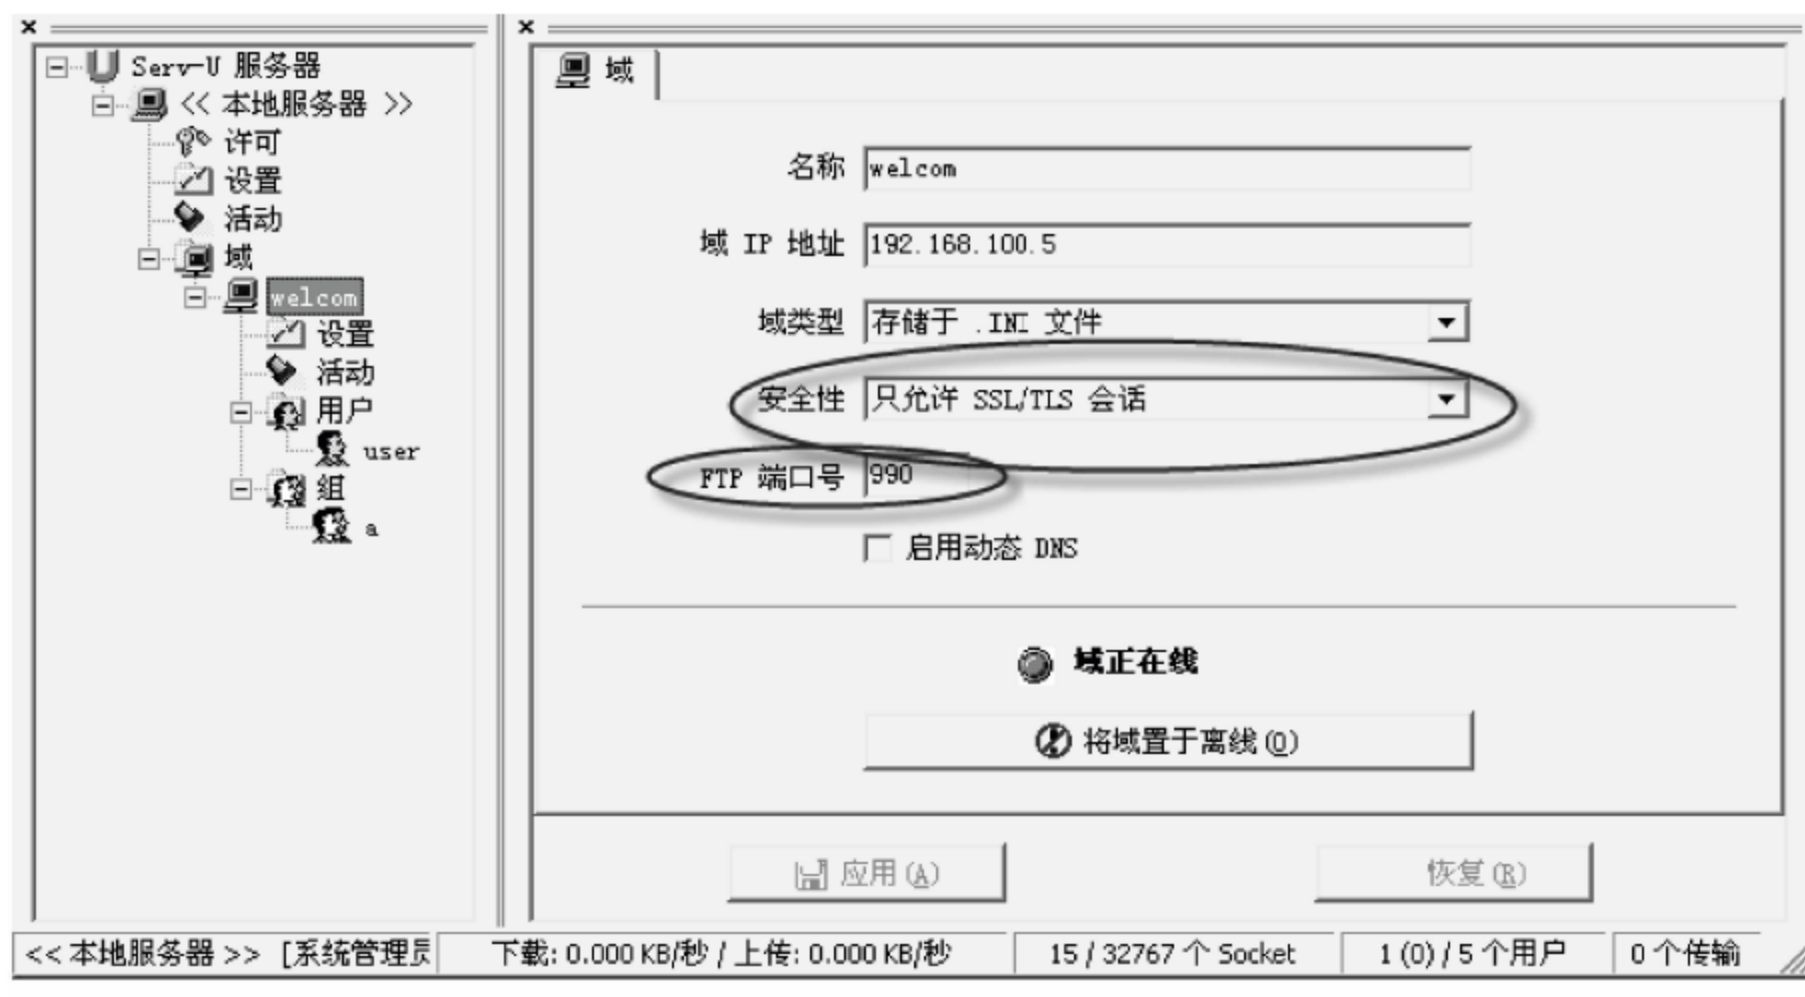 Serv-U 服务器
<< 本地服务器 >>
许可
设置
活动
域
welcom
设置
活动
用户
user
组
a
域
名称 welcom
域 IP 地址 192.168.100.5
域类型 存储于 .INI 文件
安全性 只允许 SSL/TLS 会话
FTP 端口号 990
启用动态 DNS
域正在线
将域置于离线(O)
应用(A) 恢复(R)
<< 本地服务器 >> [系统管理员 下载: 0.000 KB/秒 / 上传: 0.000 KB/秒 15 / 32767 个 Socket 1 (0) / 5 个用户 0 个传输